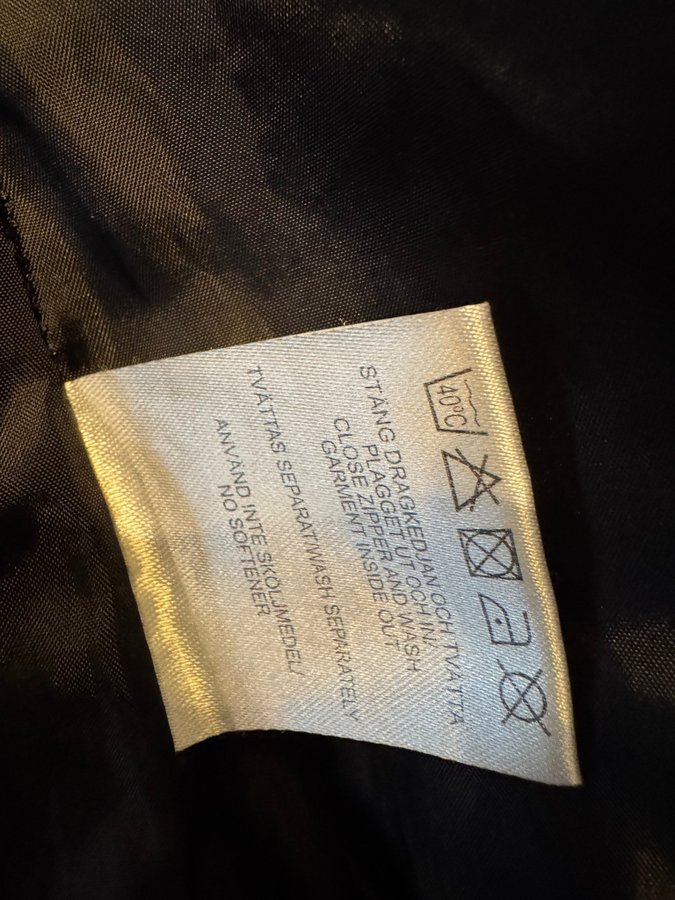 40°C
STÄNG DRAGKEDJAN OCH TVÄTTA
PLAGGET UT OCH IN/
CLOSE ZIPPER AND WASH
GARMENT INSIDE OUT
TVÄTTAS SEPARAT/WASH SEPARATELY
ANVÄND INTE SKÖLJMEDEL/
NO SOFTENER